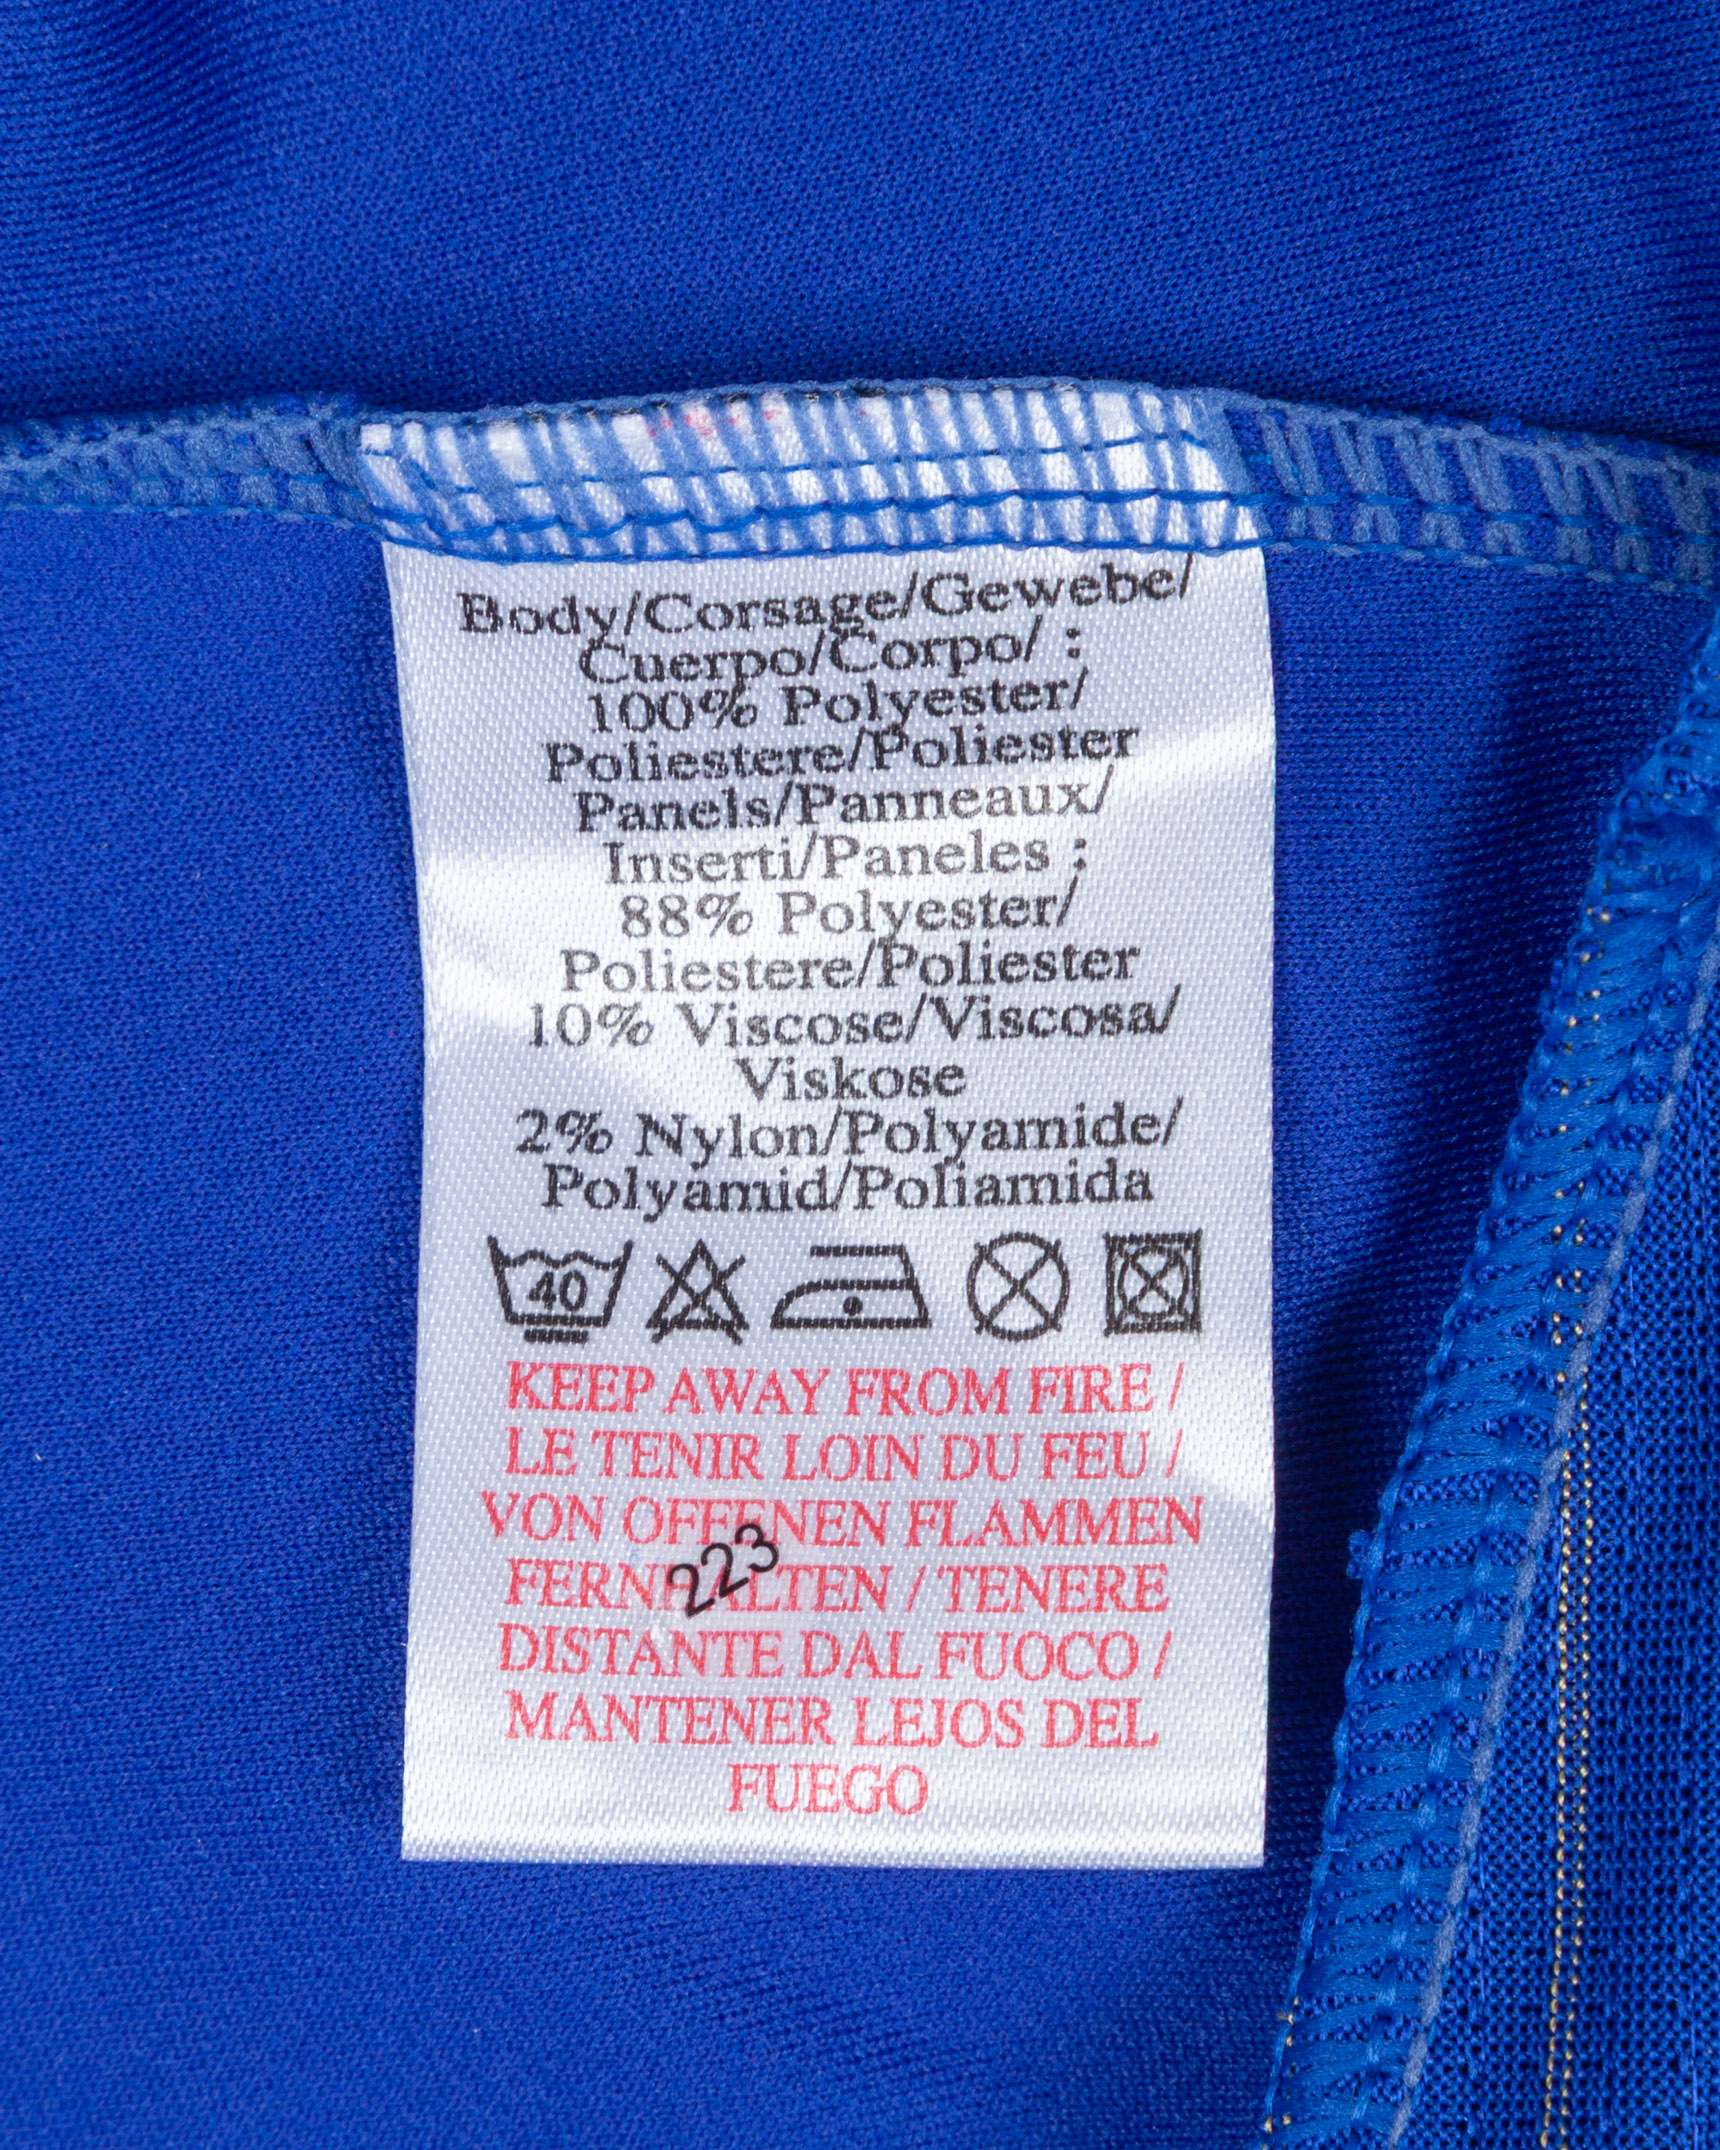 Body/Corsage/Gewebe/
Cuerpo/Corpo/ :
100% Polyester/
Poliestere/Poliester
Panels/Panneaux/
Inserti/Paneles :
88% Polyester/
Poliestere/Poliester
10% Viscose/Viscosa/
Viskose
2% Nylon/Polyamide/
Polyamid/Poliamida
40
KEEP AWAY FROM FIRE /
LE TENIR LOIN DU FEU /
VON OFFENEN FLAMMEN
FERNHALTEN / TENERE
223
DISTANTE DAL FUOCO /
MANTENER LEJOS DEL
FUEGO